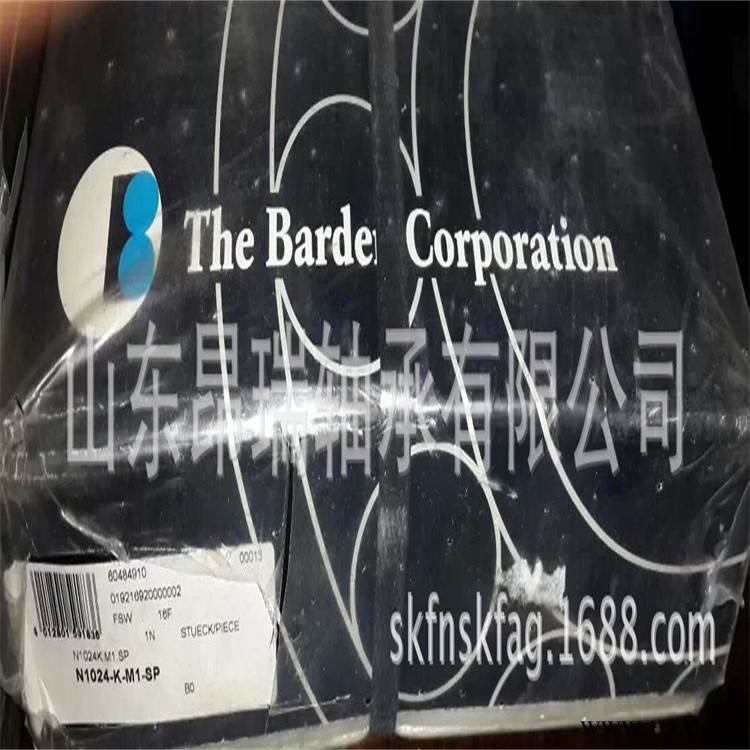 The Barden Corporation
山东昂瑞轴承有限公司
00013
60484910
019216920000002
FSW 16F
1N STUECK/PIECE
N1024K.M1.SP
N1024-K-M1-SP
B0
skfnskfag.1688.com